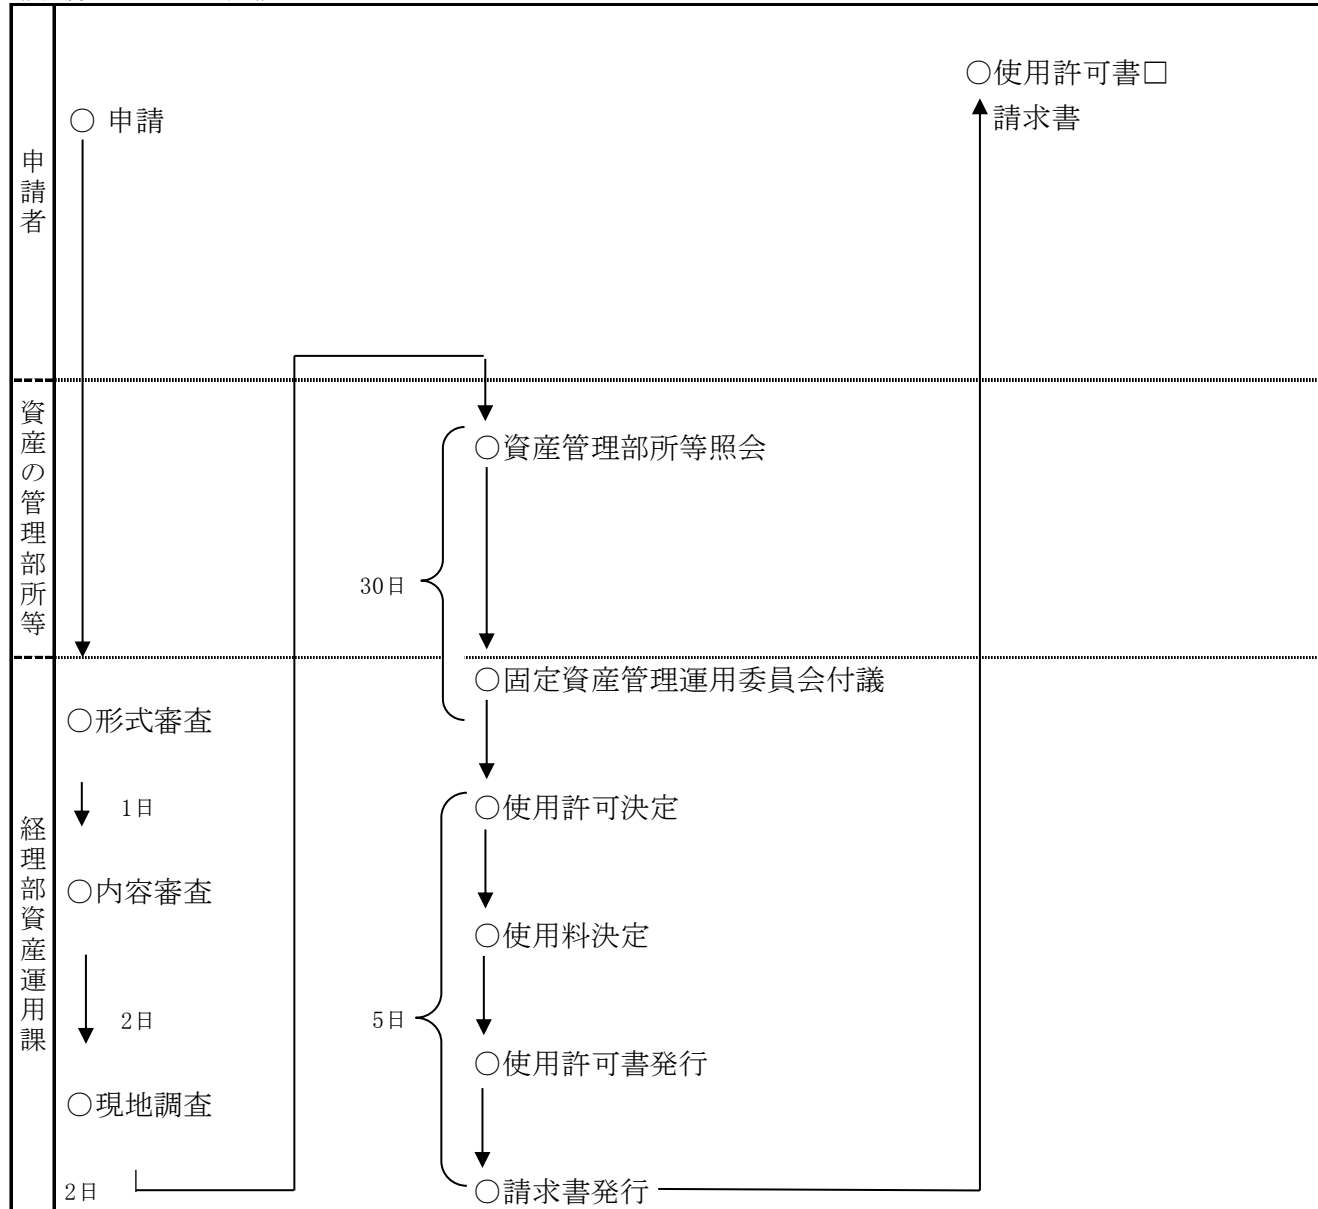 申請者
○ 申請
○使用許可書□
請求書
資産の管理部所等
○資産管理部所等照会
30日
経理部資産運用課
○固定資産管理運用委員会付議
○形式審査
1日
○内容審査
2日
○現地調査
2日
○使用許可決定
○使用料決定
5日
○使用許可書発行
○請求書発行